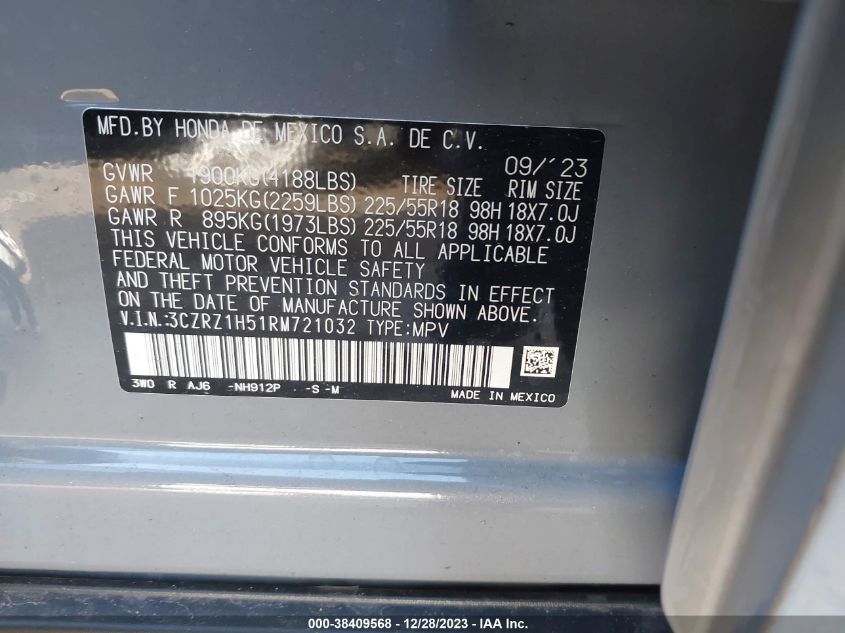 MFD.BY HONDA DE MEXICO S.A. DE C.V.
09/´23
GVWR 1900KG(4188LBS) TIRE SIZE RIM SIZE
GAWR F 1025KG(2259LBS) 225/55R18 98H 18X7.0J
GAWR R 895KG(1973LBS) 225/55R18 98H 18X7.0J
THIS VEHICLE CONFORMS TO ALL APPLICABLE
FEDERAL MOTOR VEHICLE SAFETY
AND THEFT PREVENTION STANDARDS IN EFFECT
ON THE DATE OF MANUFACTURE SHOWN ABOVE.
V.I.N.:3CZRZ1H51RM721032 TYPE:MPV
3W0 R AJ6 -NH912P -S -M
MADE IN MEXICO
000-38409568 - 12/28/2023 - IAA Inc.